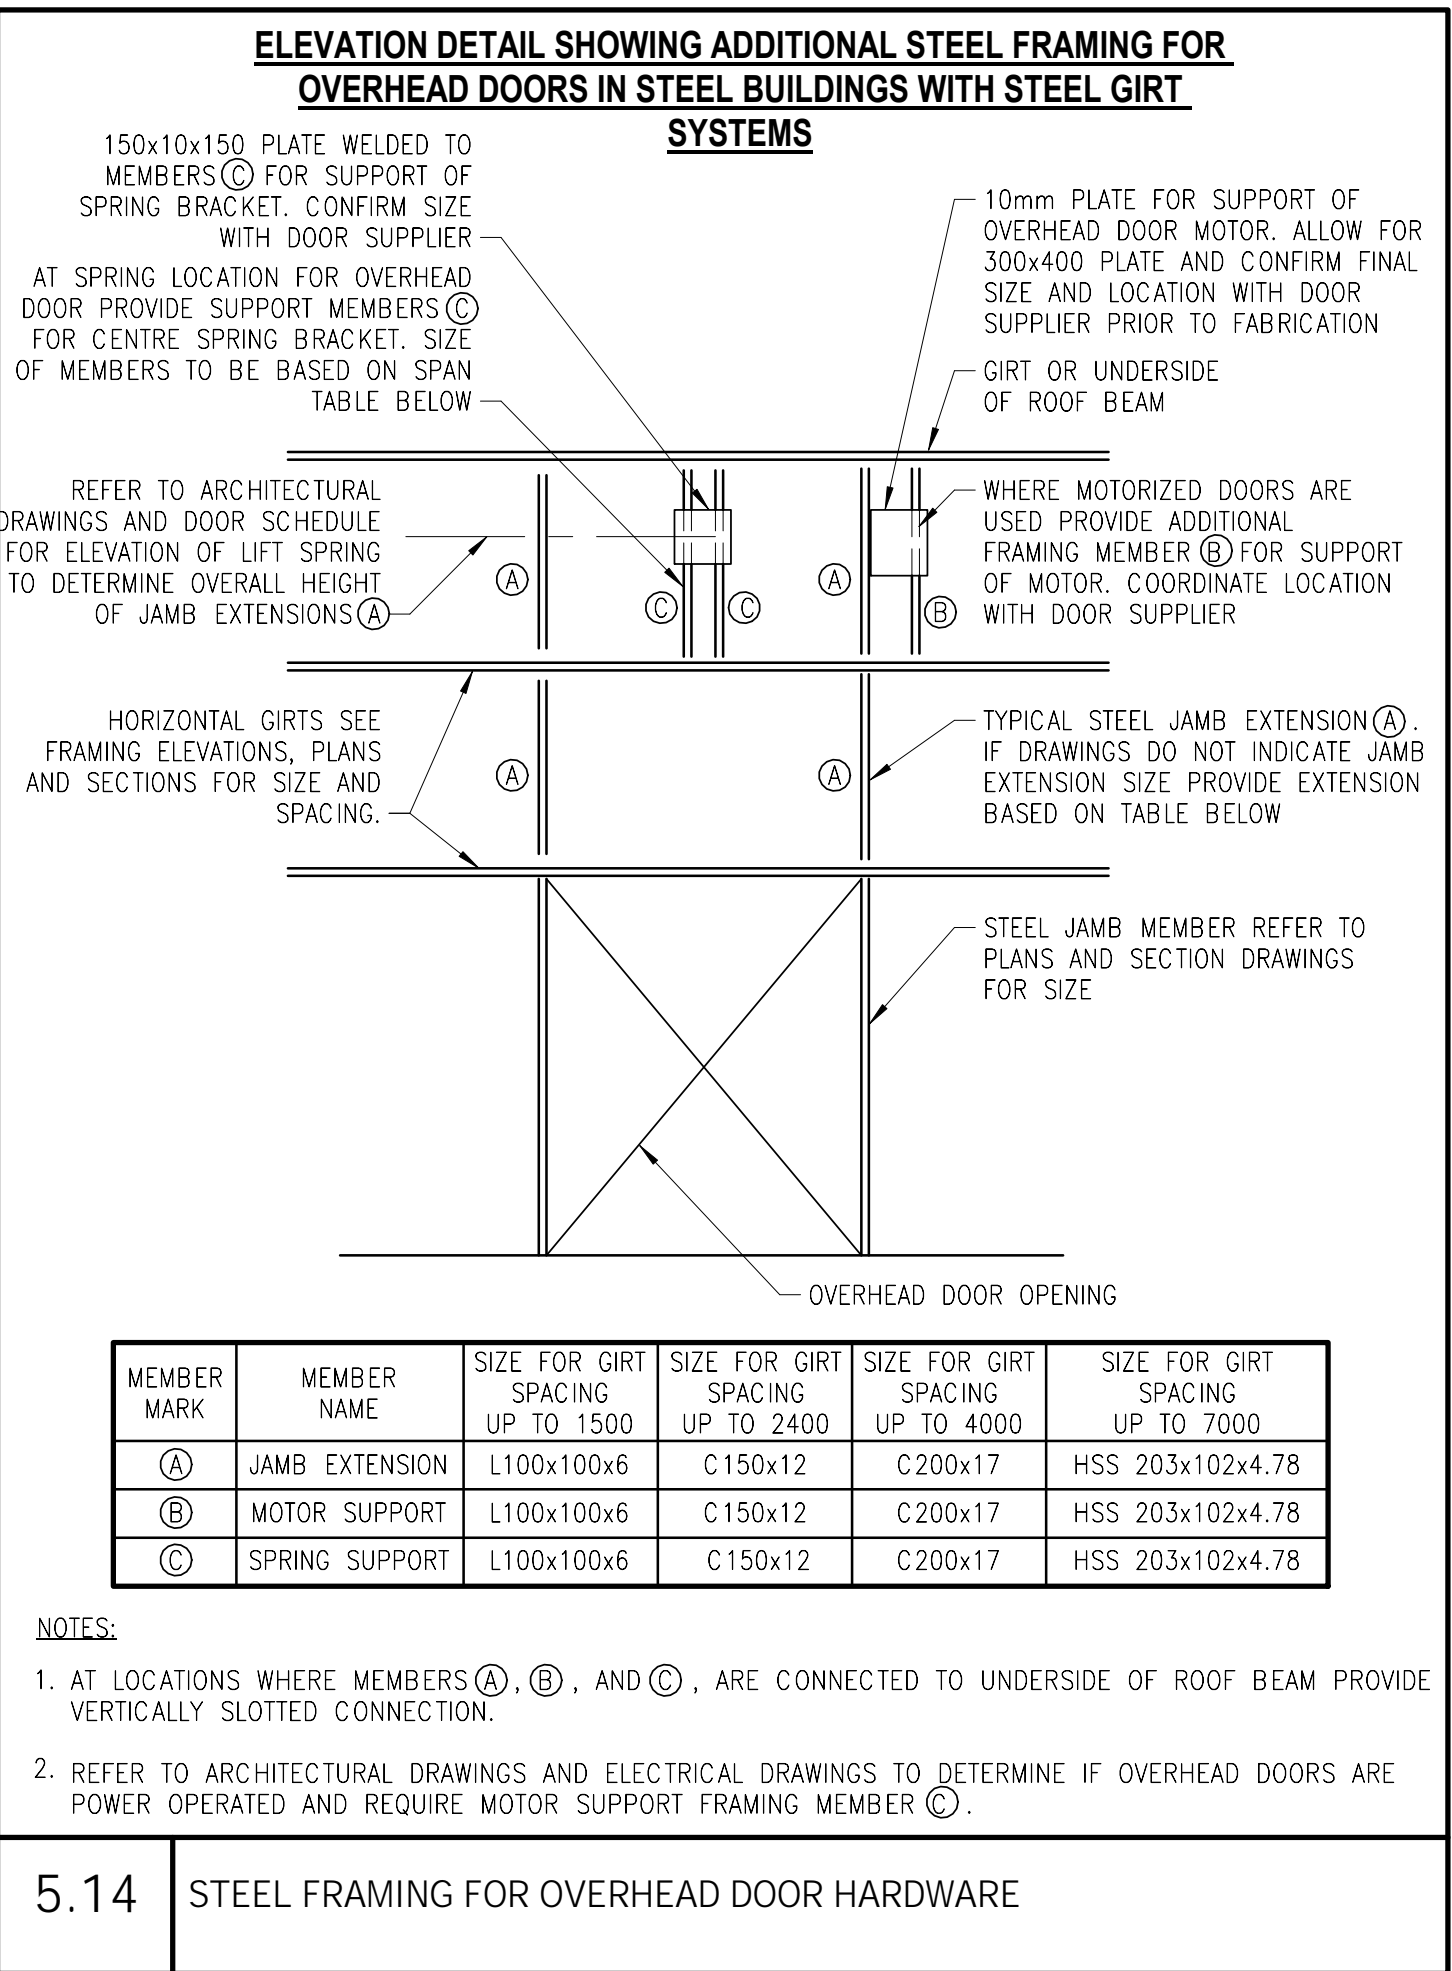 ELEVATION DETAIL SHOWING ADDITIONAL STEEL FRAMING FOR
OVERHEAD DOORS IN STEEL BUILDINGS WITH STEEL GIRT
SYSTEMS
150x10x150 PLATE WELDED TO
MEMBERS Ⓒ FOR SUPPORT OF
SPRING BRACKET. CONFIRM SIZE
WITH DOOR SUPPLIER
AT SPRING LOCATION FOR OVERHEAD
DOOR PROVIDE SUPPORT MEMBERS Ⓒ
FOR CENTRE SPRING BRACKET. SIZE
OF MEMBERS TO BE BASED ON SPAN
TABLE BELOW
10mm PLATE FOR SUPPORT OF
OVERHEAD DOOR MOTOR. ALLOW FOR
300x400 PLATE AND CONFIRM FINAL
SIZE AND LOCATION WITH DOOR
SUPPLIER PRIOR TO FABRICATION
GIRT OR UNDERSIDE
OF ROOF BEAM
REFER TO ARCHITECTURAL
DRAWINGS AND DOOR SCHEDULE
FOR ELEVATION OF LIFT SPRING
TO DETERMINE OVERALL HEIGHT
OF JAMB EXTENSIONS Ⓐ
Ⓐ
Ⓒ
Ⓒ
Ⓐ
Ⓑ
WHERE MOTORIZED DOORS ARE
USED PROVIDE ADDITIONAL
FRAMING MEMBER Ⓑ FOR SUPPORT
OF MOTOR. COORDINATE LOCATION
WITH DOOR SUPPLIER
HORIZONTAL GIRTS SEE
FRAMING ELEVATIONS, PLANS
AND SECTIONS FOR SIZE AND
SPACING.
Ⓐ
Ⓐ
TYPICAL STEEL JAMB EXTENSION Ⓐ.
IF DRAWINGS DO NOT INDICATE JAMB
EXTENSION SIZE PROVIDE EXTENSION
BASED ON TABLE BELOW
STEEL JAMB MEMBER REFER TO
PLANS AND SECTION DRAWINGS
FOR SIZE
OVERHEAD DOOR OPENING
MEMBER
MARK
MEMBER
NAME
SIZE FOR GIRT
SPACING
UP TO 1500
SIZE FOR GIRT
SPACING
UP TO 2400
SIZE FOR GIRT
SPACING
UP TO 4000
SIZE FOR GIRT
SPACING
UP TO 7000
Ⓐ JAMB EXTENSION L100x100x6 C150x12 C200x17 HSS 203x102x4.78
Ⓑ MOTOR SUPPORT L100x100x6 C150x12 C200x17 HSS 203x102x4.78
Ⓒ SPRING SUPPORT L100x100x6 C150x12 C200x17 HSS 203x102x4.78
NOTES:
1. AT LOCATIONS WHERE MEMBERS Ⓐ, Ⓑ, AND Ⓒ, ARE CONNECTED TO UNDERSIDE OF ROOF BEAM PROVIDE
VERTICALLY SLOTTED CONNECTION.
2. REFER TO ARCHITECTURAL DRAWINGS AND ELECTRICAL DRAWINGS TO DETERMINE IF OVERHEAD DOORS ARE
POWER OPERATED AND REQUIRE MOTOR SUPPORT FRAMING MEMBER Ⓒ.
5.14 STEEL FRAMING FOR OVERHEAD DOOR HARDWARE